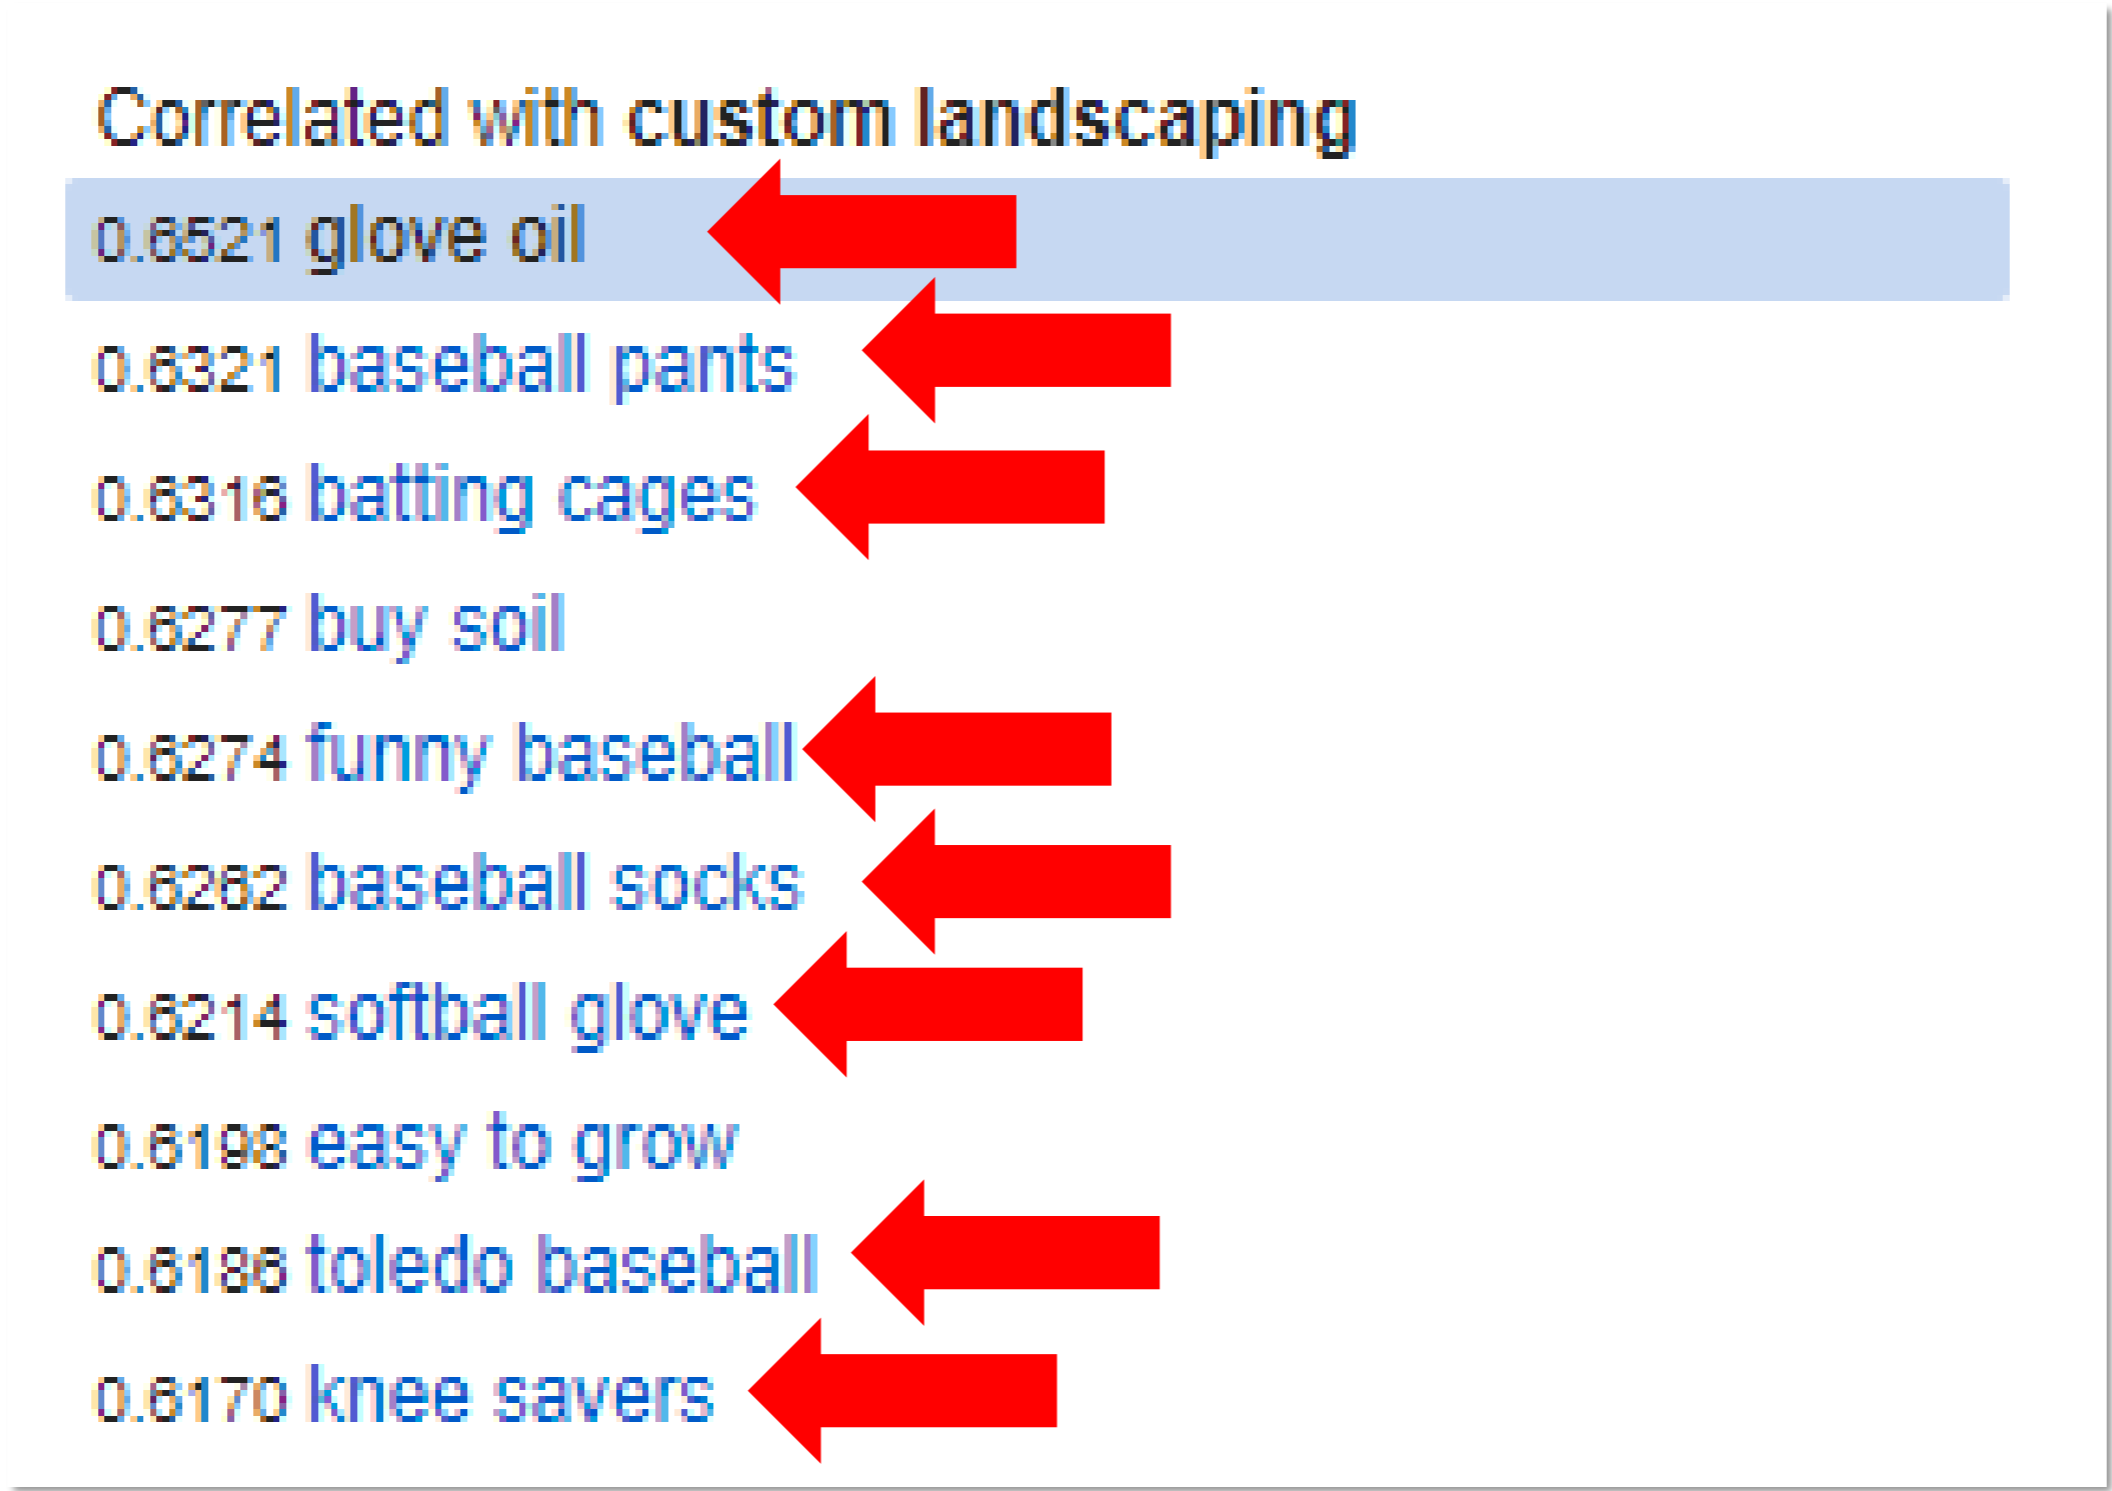 Correlated with custom landscaping
0.6521 glove oil
0.6321 baseball pants
0.6316 batting cages
0.6277 buy soil
0.6274 funny baseball
0.6262 baseball socks
0.6214 softball glove
0.6198 easy to grow
0.6186 toledo baseball
0.6170 knee savers